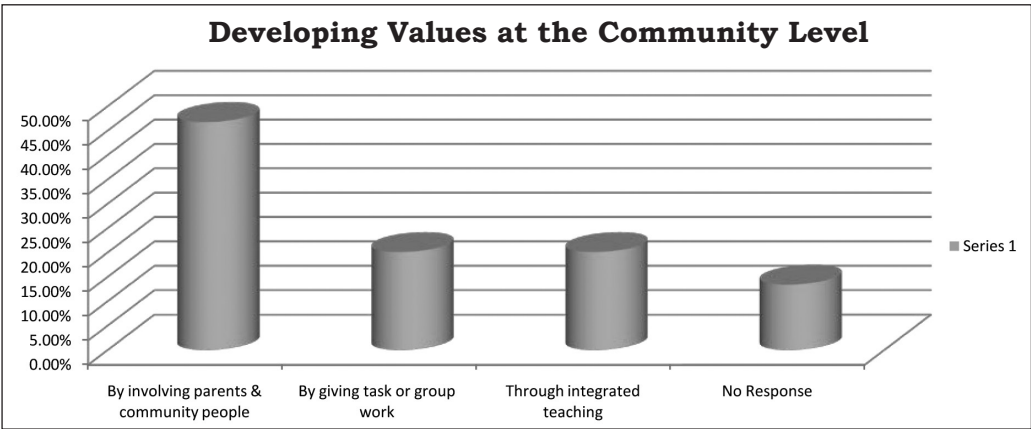 Developing Values at the Community Level
50.00%
45.00%
40.00%
35.00%
30.00%
25.00%
20.00%
15.00%
10.00%
5.00%
0.00%
By involving parents &
community people
By giving task or group
work
Through integrated
teaching
No Response
Series 1